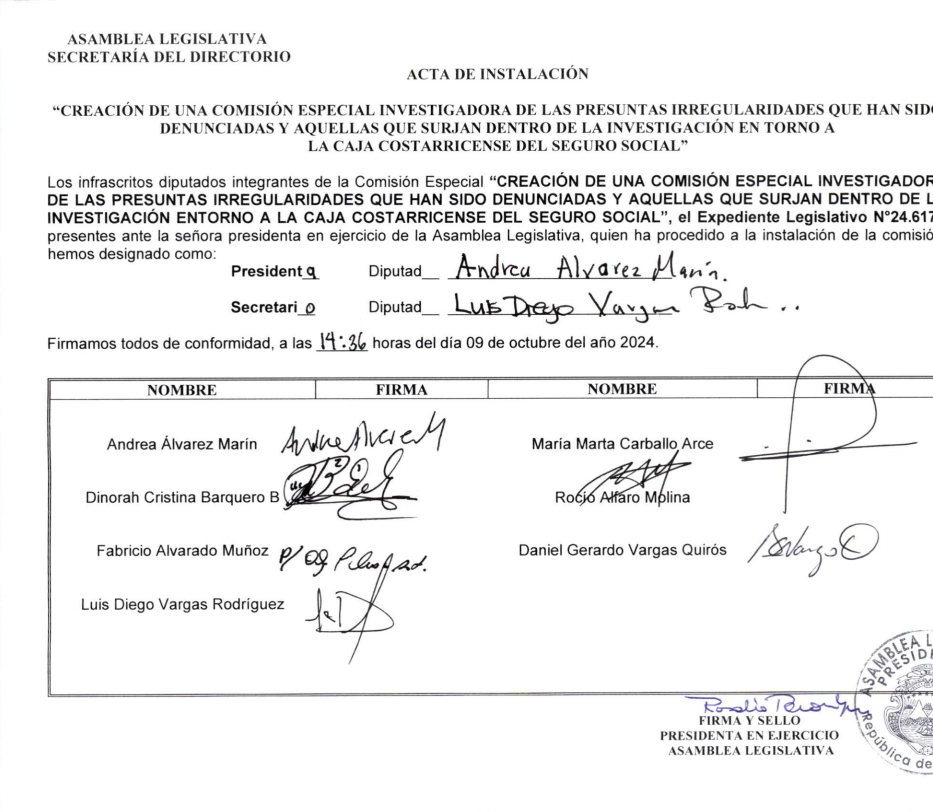 ASAMBLEA LEGISLATIVA
SECRETARÍA DEL DIRECTORIO
ACTA DE INSTALACIÓN
“CREACIÓN DE UNA COMISIÓN ESPECIAL INVESTIGADORA DE LAS PRESUNTAS IRREGULARIDADES QUE HAN SIDO
DENUNCIADAS Y AQUELLAS QUE SURJAN DENTRO DE LA INVESTIGACIÓN EN TORNO A
LA CAJA COSTARRICENSE DEL SEGURO SOCIAL”
Los infrascritos diputados integrantes de la Comisión Especial “CREACIÓN DE UNA COMISIÓN ESPECIAL INVESTIGADOR
DE LAS PRESUNTAS IRREGULARIDADES QUE HAN SIDO DENUNCIADAS Y AQUELLAS QUE SURJAN DENTRO DE L
INVESTIGACIÓN ENTORNO A LA CAJA COSTARRICENSE DEL SEGURO SOCIAL”, el Expediente Legislativo N°24.617
presentes ante la señora presidenta en ejercicio de la Asamblea Legislativa, quien ha procedido a la instalación de la comisió
hemos designado como:
President a Diputad__ Andrea Alvarez Marín.
Secretari o Diputad__ Luis Diego Vargas
Firmamos todos de conformidad, a las 14:36 horas del día 09 de octubre del año 2024.
NOMBRE FIRMA NOMBRE FIRMA
Andrea Álvarez Marín María Marta Carballo Arce
Dinorah Cristina Barquero B Rocío Alfaro Molina
Fabricio Alvarado Muñoz Daniel Gerardo Vargas Quirós
Luis Diego Vargas Rodríguez
FIRMA Y SELLO
PRESIDENTA EN EJERCICIO
ASAMBLEA LEGISLATIVA
ASAMBLEA L
PRESIDE
República de